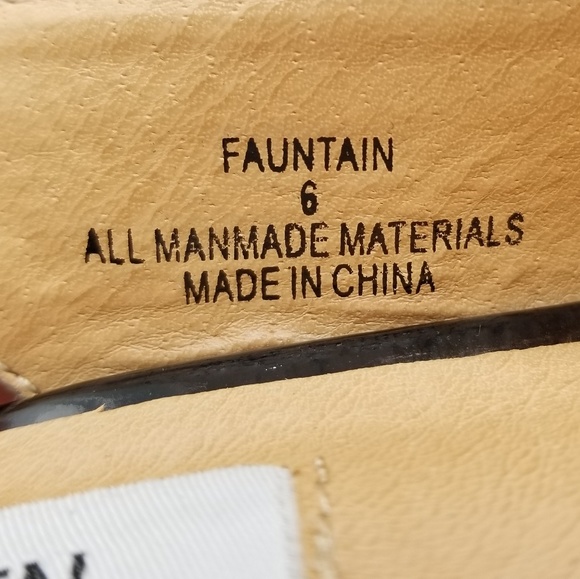 FAUNTAIN
6
ALL MANMADE MATERIALS
MADE IN CHINA